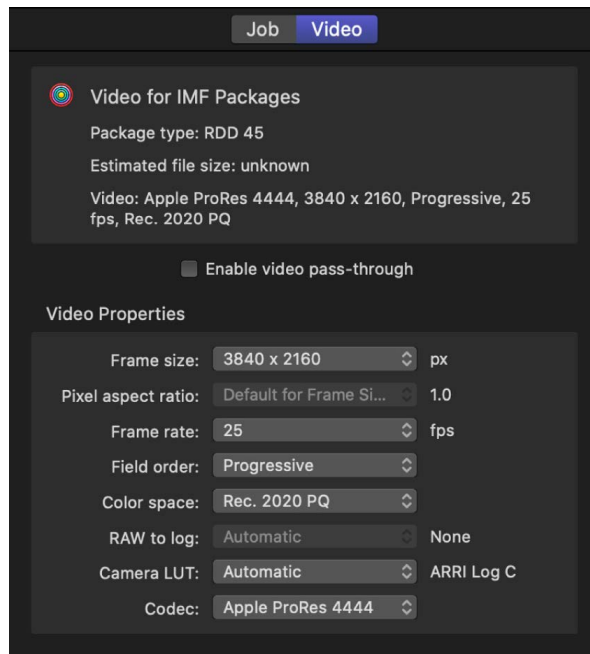 Job Video
Video for IMF Packages
Package type: RDD 45
Estimated file size: unknown
Video: Apple ProRes 4444, 3840 x 2160, Progressive, 25
fps, Rec. 2020 PQ
Enable video pass-through
Video Properties
Frame size: 3840 x 2160 px
Pixel aspect ratio: Default for Frame Si... 1.0
Frame rate: 25 fps
Field order: Progressive
Color space: Rec. 2020 PQ
RAW to log: Automatic None
Camera LUT: Automatic ARRI Log C
Codec: Apple ProRes 4444